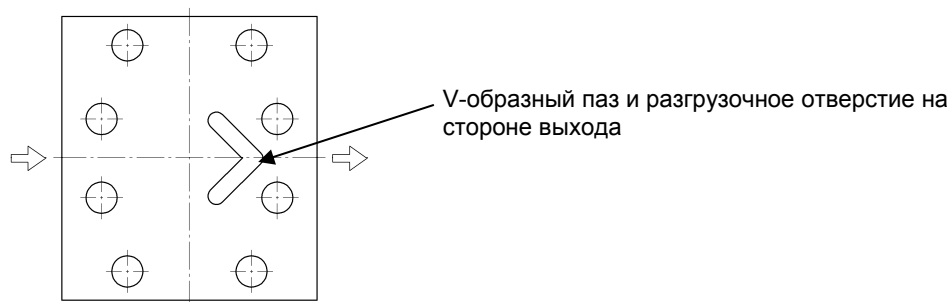 V-образный паз и разгрузочное отверстие на
стороне выхода